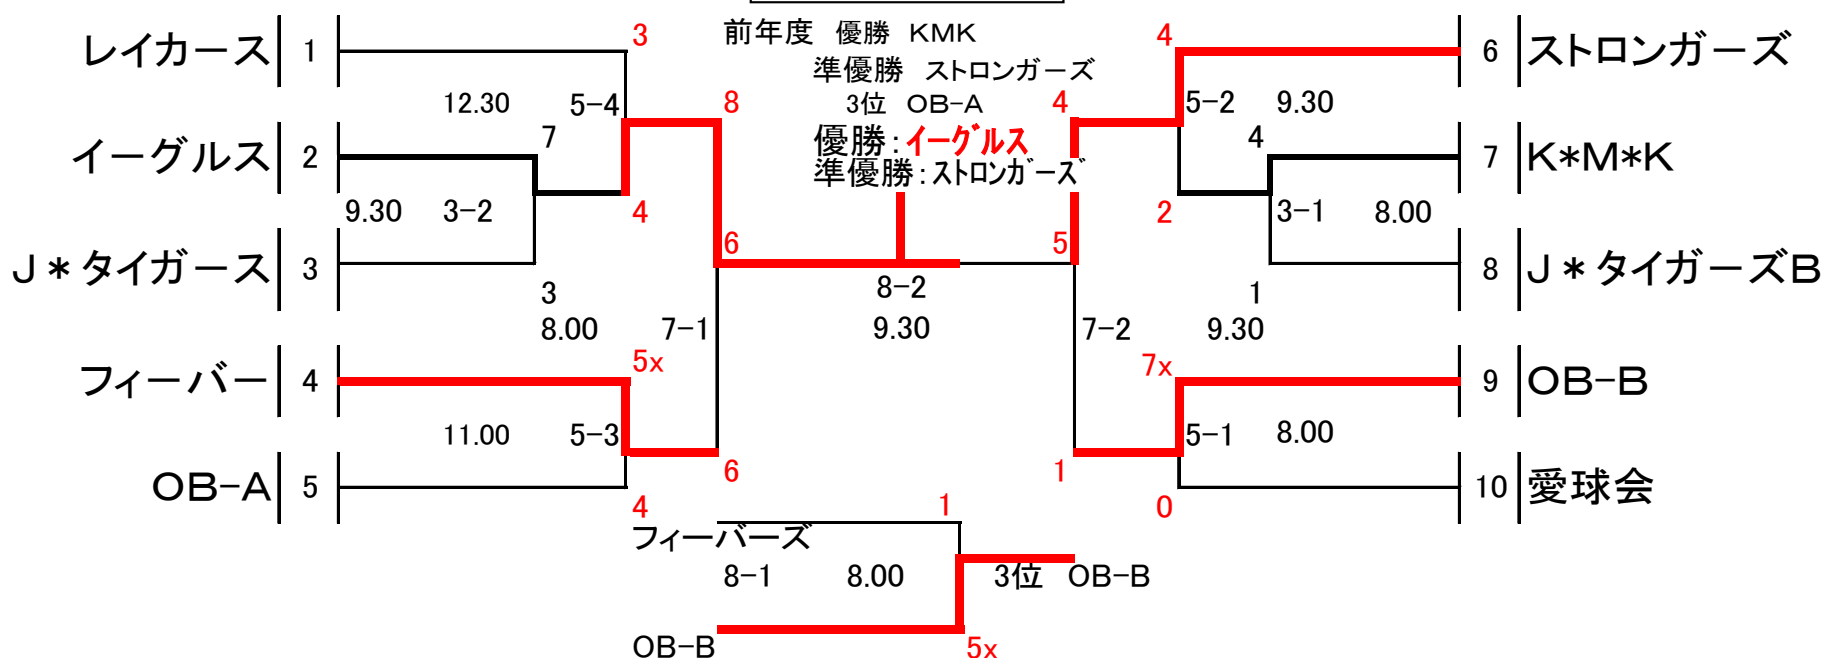 3 前年度 優勝 KMK 4
レイカース 1 6 ストロンガーズ
準優勝 ストロンガーズ
12.30 5-4 8 3位 OB-A 4 5-2 9.30
7 優勝:イーグルス 4
イーグルス 2 7 K*M*K
準優勝:ストロンガーズ
9.30 3-2 4 2 3-1 8.00
6 5
J*タイガース 3 8 J*タイガーズB
3 8-2 1
8.00 7-1 9.30 7-2 9.30
5x 7x
フィーバー 4 9 OB-B
11.00 5-3 5-1 8.00
6 1
OB-A 5 10 愛球会
4 1 0
フィーバーズ
8-1 8.00 3位 OB-B
OB-B 5x